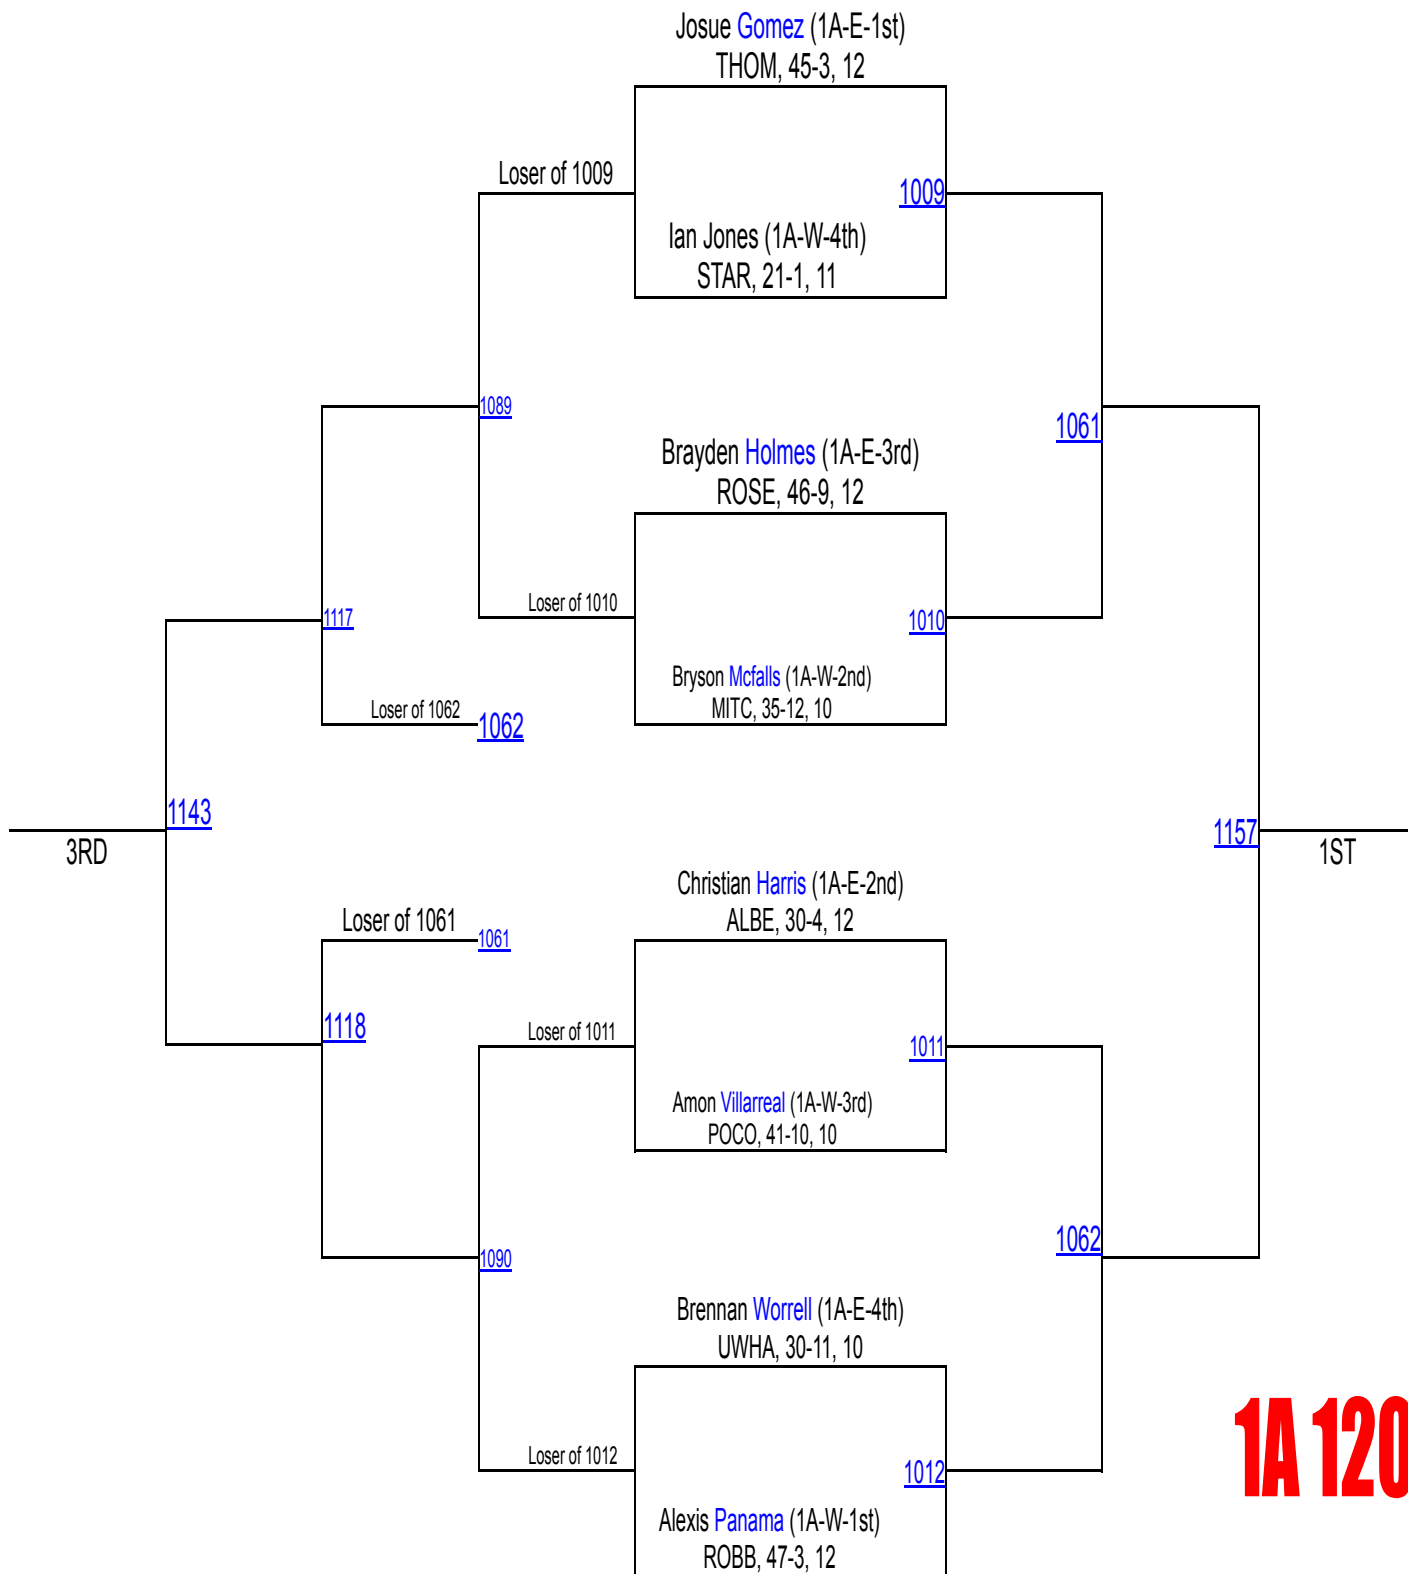 Josue Gomez (1A-E-1st)
THOM, 45-3, 12
Loser of 1009
1009
Ian Jones (1A-W-4th)
STAR, 21-1, 11
1089
1061
Brayden Holmes (1A-E-3rd)
ROSE, 46-9, 12
Loser of 1010
1117
1010
Bryson Mcfalls (1A-W-2nd)
MITC, 35-12, 10
Loser of 1062
1062
1143
3RD
1157
1ST
Christian Harris (1A-E-2nd)
ALBE, 30-4, 12
Loser of 1061
1061
1118
Loser of 1011
1011
Amon Villarreal (1A-W-3rd)
POCO, 41-10, 10
1090
1062
Brennan Worrell (1A-E-4th)
UWHA, 30-11, 10
Loser of 1012
1012
Alexis Panama (1A-W-1st)
ROBB, 47-3, 12
1A 120